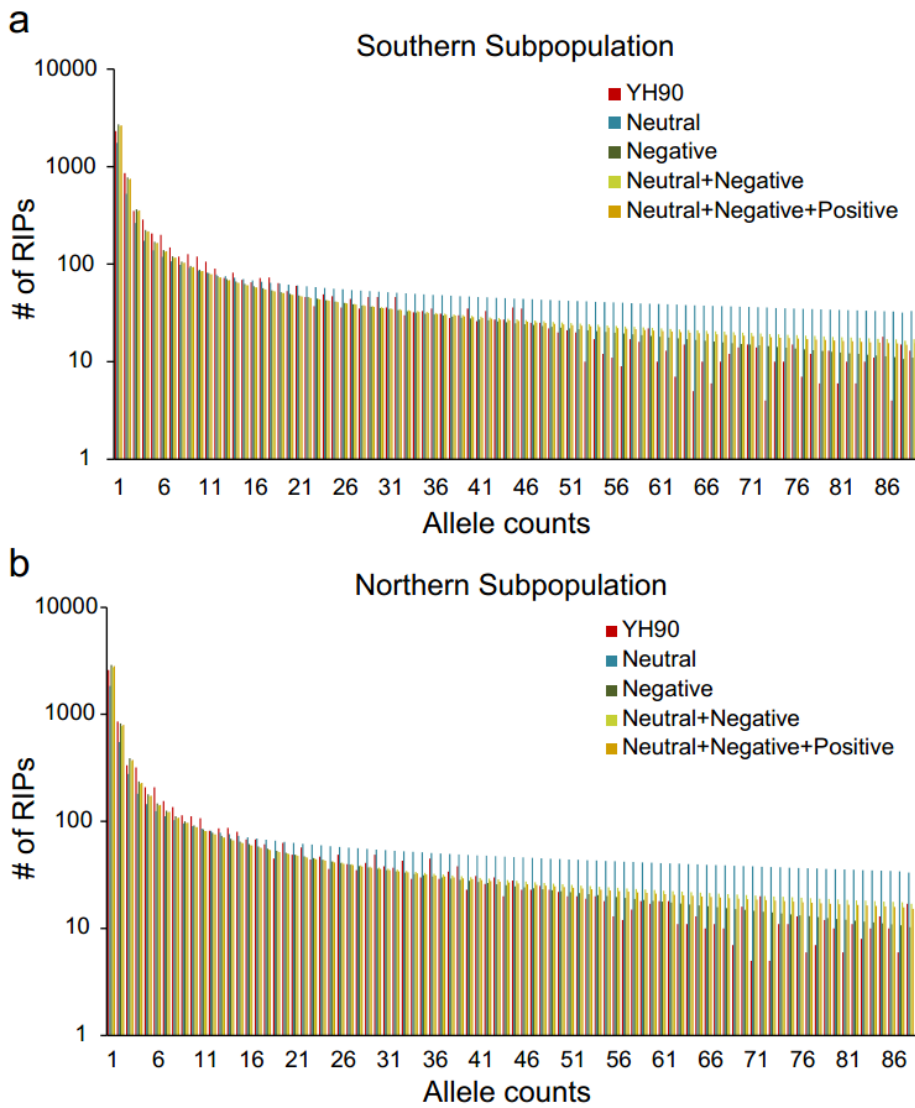 a
Southern Subpopulation
10000
1000
100
10
1
# of RIPs
YH90
Neutral
Negative
Neutral+Negative
Neutral+Negative+Positive
1 6 11 16 21 26 31 36 41 46 51 56 61 66 71 76 81 86
Allele counts
b
Northern Subpopulation
10000
1000
100
10
1
# of RIPs
YH90
Neutral
Negative
Neutral+Negative
Neutral+Negative+Positive
1 6 11 16 21 26 31 36 41 46 51 56 61 66 71 76 81 86
Allele counts